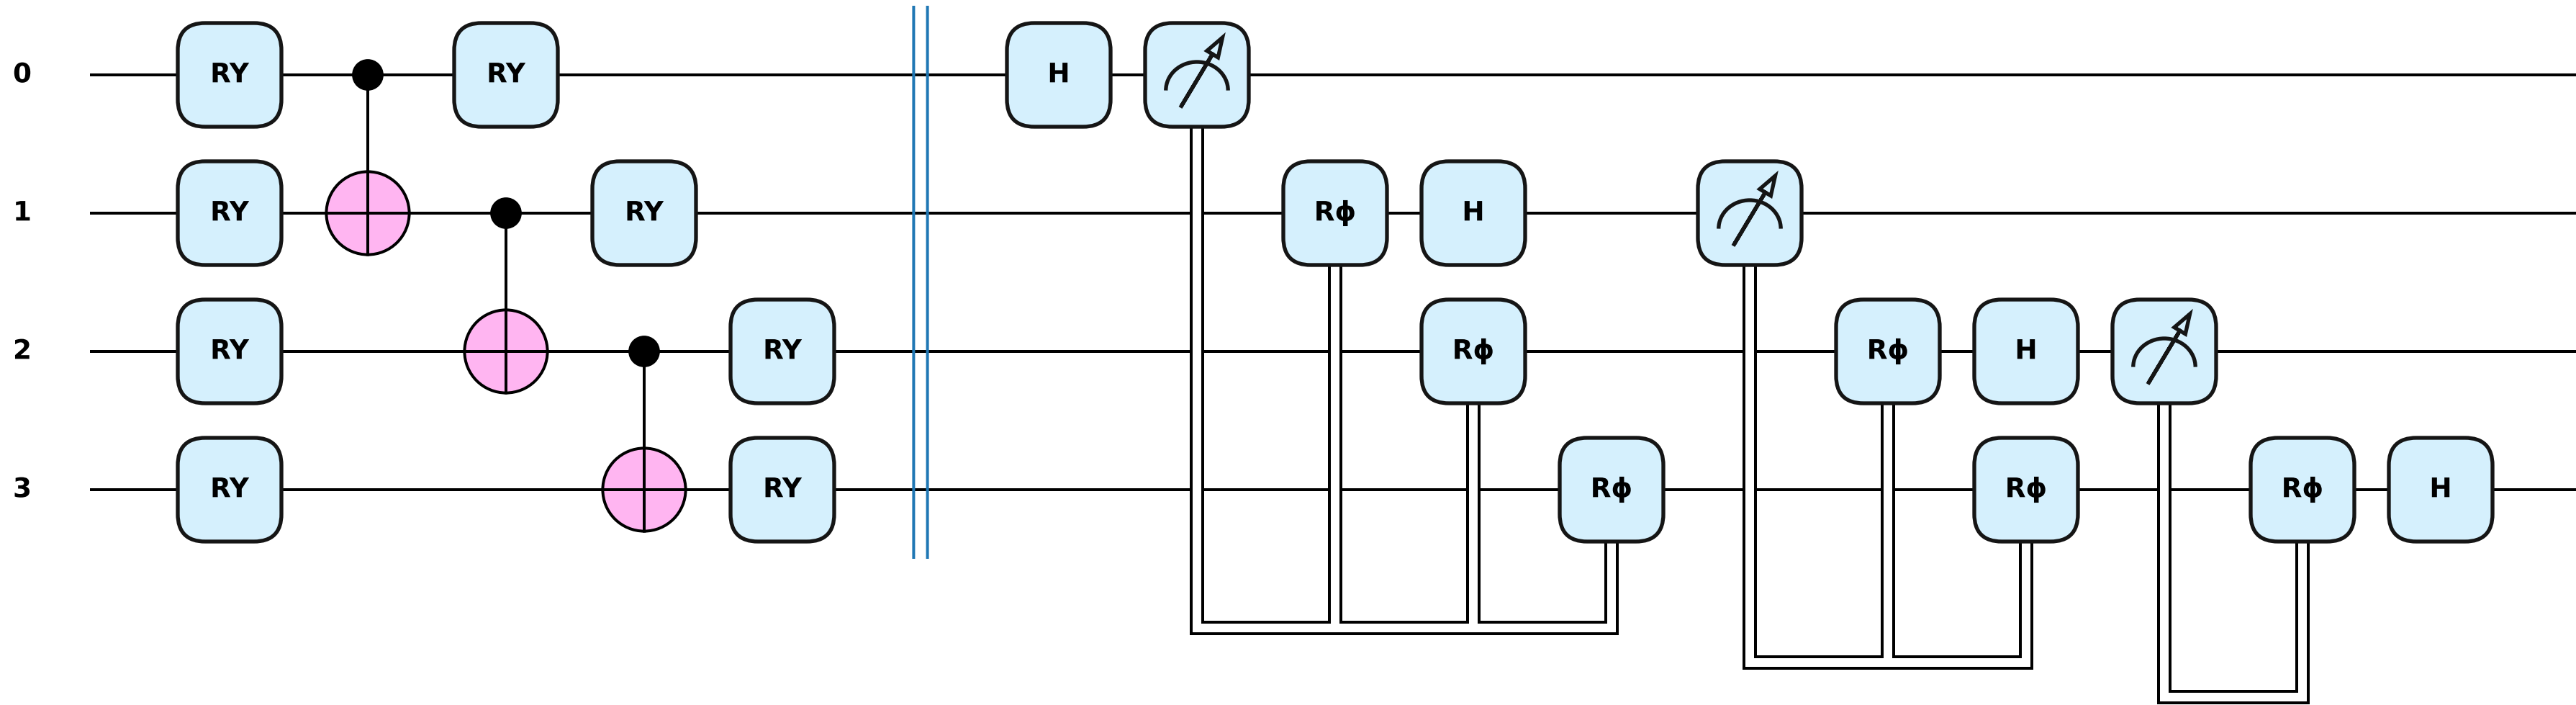 0 RY RY H
1 RY RY Rϕ H
2 RY RY Rϕ Rϕ H
3 RY RY Rϕ Rϕ Rϕ H